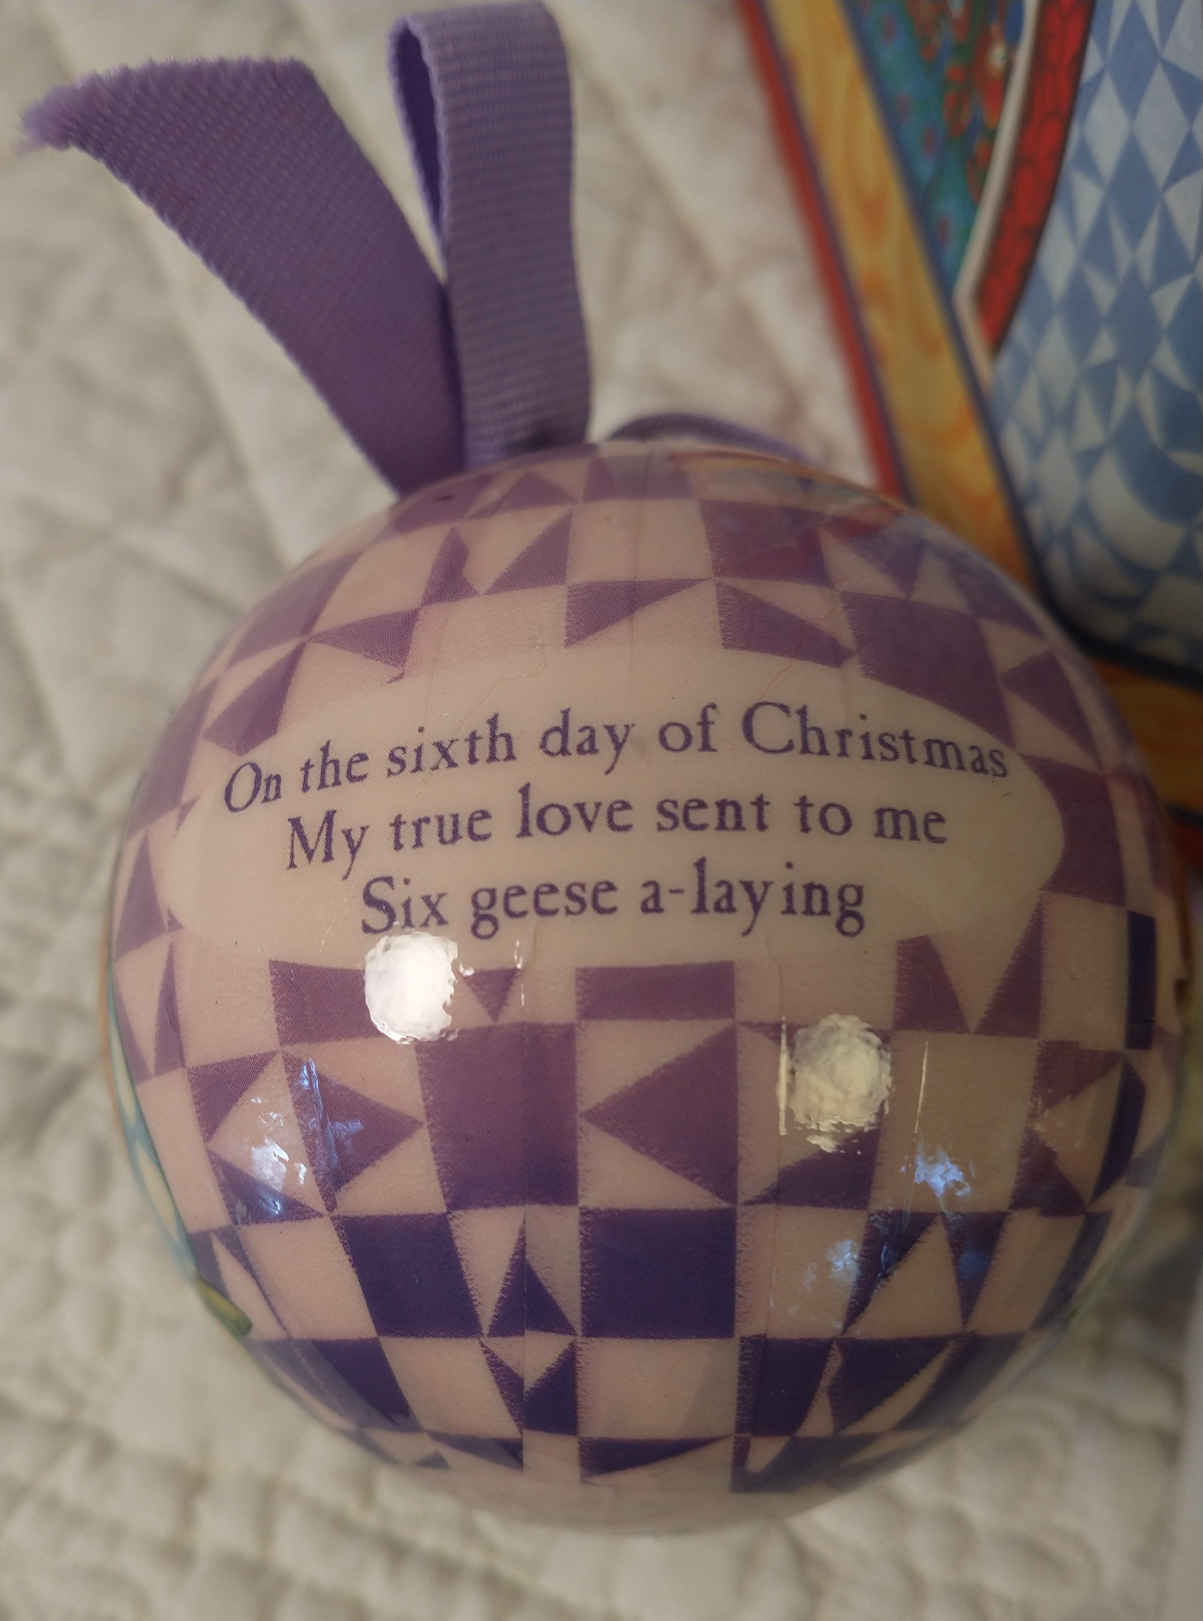 On the sixth day of Christmas
My true love sent to me
Six geese a-laying